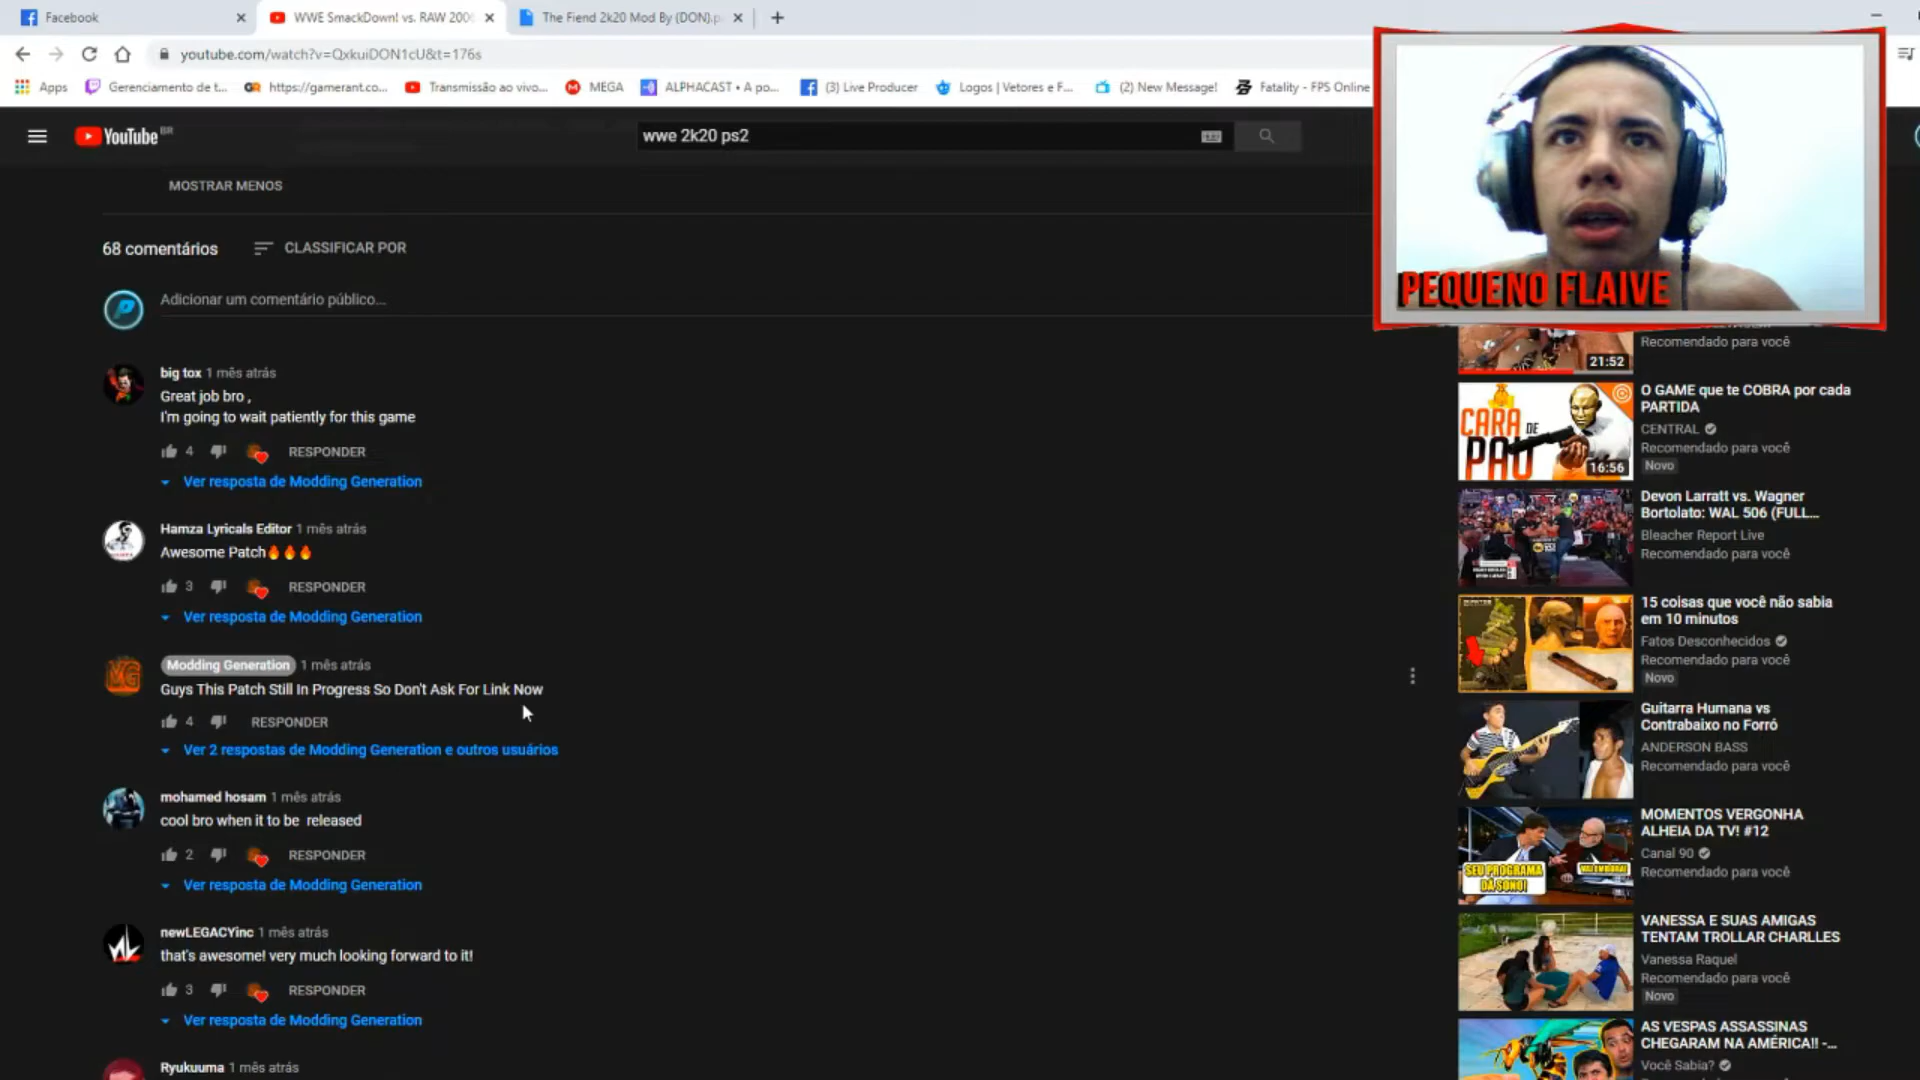 Facebook
WWE SmackDown! vs. RAW 200
The Fiend 2k20 Mod By (DON).p
youtube.com/watch?v=QxkuiDON1cU&t=176s
Apps
Gerenciamento de t...
https://gamerant.co...
Transmissão ao vivo...
MEGA
ALPHACAST • A po...
(3) Live Producer
Logos | Vetores e F...
(2) New Message!
Fatality - FPS Online
YouTube BR
wwe 2k20 ps2
PEQUENO FLAIVE
MOSTRAR MENOS
68 comentários
CLASSIFICAR POR
Adicionar um comentário público...
big tox 1 mês atrás
Great job bro ,
I'm going to wait patiently for this game
4
RESPONDER
Ver resposta de Modding Generation
Hamza Lyricals Editor 1 mês atrás
Awesome Patch🔥🔥🔥
3
RESPONDER
Ver resposta de Modding Generation
MG
Modding Generation 1 mês atrás
Guys This Patch Still In Progress So Don't Ask For Link Now
4
RESPONDER
Ver 2 respostas de Modding Generation e outros usuários
mohamed hosam 1 mês atrás
cool bro when it to be released
2
RESPONDER
Ver resposta de Modding Generation
newLEGACYinc 1 mês atrás
that's awesome! very much looking forward to it!
3
RESPONDER
Ver resposta de Modding Generation
Ryukuuma 1 mês atrás
Recomendado para você
21:52
CARA DE PAU
16:56
O GAME que te COBRA por cada
PARTIDA
CENTRAL
Recomendado para você
Novo
Devon Larratt vs. Wagner
Bortolato: WAL 506 (FULL...
Bleacher Report Live
Recomendado para você
15 coisas que você não sabia
em 10 minutos
Fatos Desconhecidos
Recomendado para você
Novo
Guitarra Humana vs
Contrabaixo no Forró
ANDERSON BASS
Recomendado para você
SEU PROGRAMA
DÁ SONO!
MOMENTOS VERGONHA
ALHEIA DA TV! #12
Canal 90
Recomendado para você
VANESSA E SUAS AMIGAS
TENTAM TROLLAR CHARLLES
Vanessa Raquel
Recomendado para você
Novo
AS VESPAS ASSASSINAS
CHEGARAM NA AMÉRICA!! -...
Você Sabia?